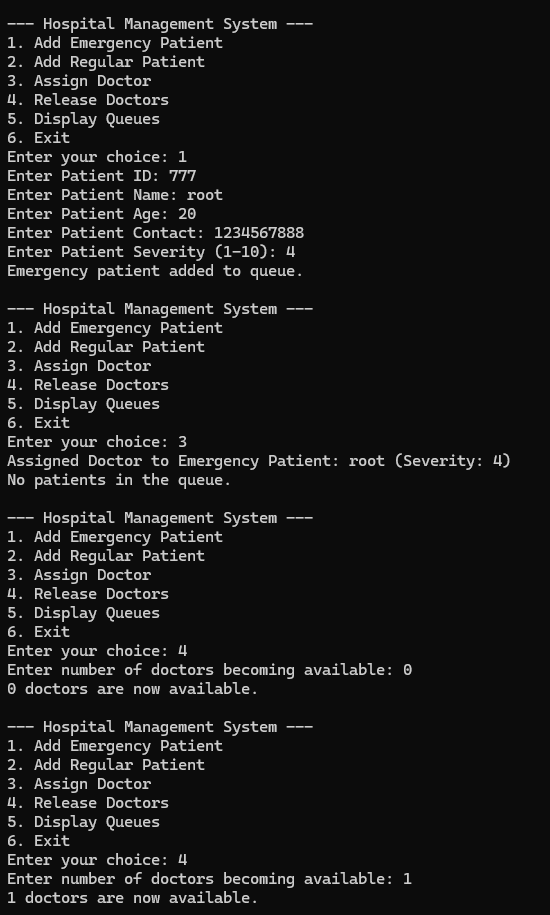 --- Hospital Management System ---
1. Add Emergency Patient
2. Add Regular Patient
3. Assign Doctor
4. Release Doctors
5. Display Queues
6. Exit
Enter your choice: 1
Enter Patient ID: 777
Enter Patient Name: root
Enter Patient Age: 20
Enter Patient Contact: 1234567888
Enter Patient Severity (1-10): 4
Emergency patient added to queue.

--- Hospital Management System ---
1. Add Emergency Patient
2. Add Regular Patient
3. Assign Doctor
4. Release Doctors
5. Display Queues
6. Exit
Enter your choice: 3
Assigned Doctor to Emergency Patient: root (Severity: 4)
No patients in the queue.

--- Hospital Management System ---
1. Add Emergency Patient
2. Add Regular Patient
3. Assign Doctor
4. Release Doctors
5. Display Queues
6. Exit
Enter your choice: 4
Enter number of doctors becoming available: 0
0 doctors are now available.

--- Hospital Management System ---
1. Add Emergency Patient
2. Add Regular Patient
3. Assign Doctor
4. Release Doctors
5. Display Queues
6. Exit
Enter your choice: 4
Enter number of doctors becoming available: 1
1 doctors are now available.